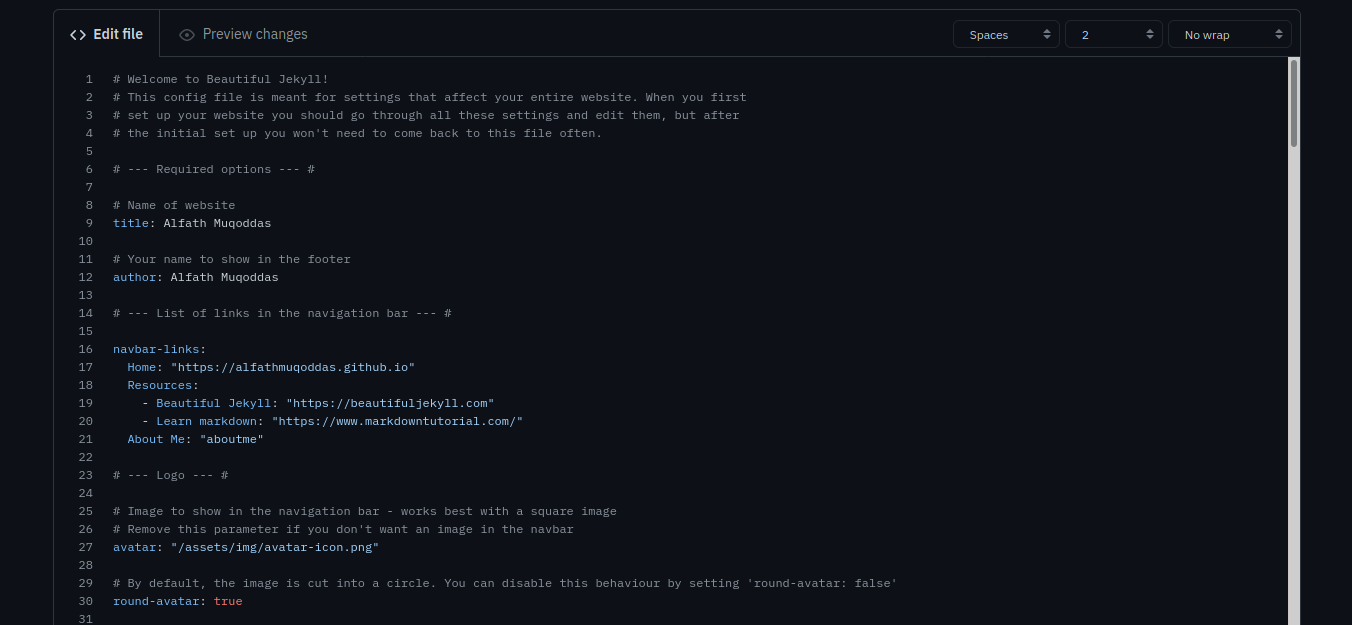 Edit file
Preview changes
Spaces
2
No wrap
1 # Welcome to Beautiful Jekyll!
2 # This config file is meant for settings that affect your entire website. When you first
3 # set up your website you should go through all these settings and edit them, but after
4 # the initial set up you won't need to come back to this file often.
5
6 # --- Required options --- #
7
8 # Name of website
9 title: Alfath Muqoddas
10
11 # Your name to show in the footer
12 author: Alfath Muqoddas
13
14 # --- List of links in the navigation bar --- #
15
16 navbar-links:
17   Home: "https://alfathmuqoddas.github.io"
18   Resources:
19     - Beautiful Jekyll: "https://beautifuljekyll.com"
20     - Learn markdown: "https://www.markdowntutorial.com/"
21   About Me: "aboutme"
22
23 # --- Logo --- #
24
25 # Image to show in the navigation bar - works best with a square image
26 # Remove this parameter if you don't want an image in the navbar
27 avatar: "/assets/img/avatar-icon.png"
28
29 # By default, the image is cut into a circle. You can disable this behaviour by setting 'round-avatar: false'
30 round-avatar: true
31